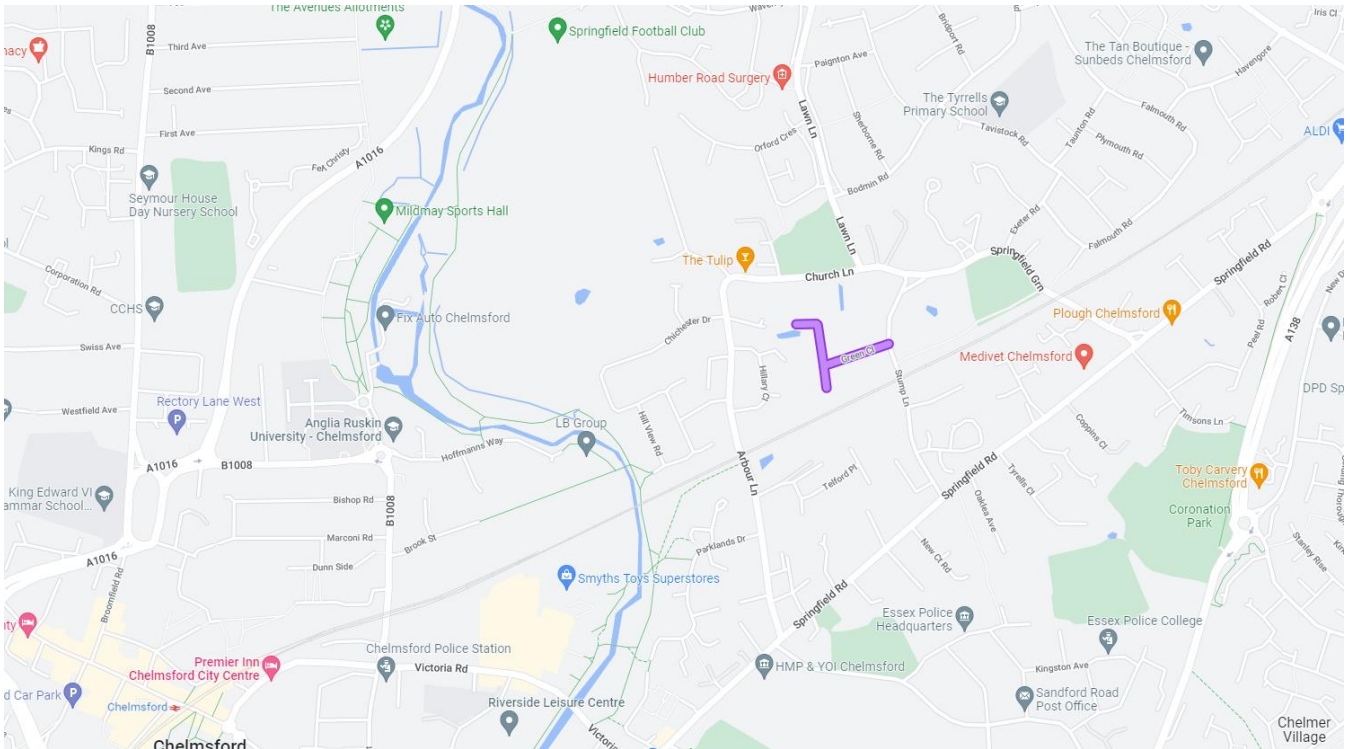 The Avenues Allotments
Springfield Football Club
B1008
Third Ave
Second Ave
First Ave
Kings Rd
Seymour House
Day Nursery School
A1016
Mildmay Sports Hall
Humber Road Surgery
Paignton Ave
Bridport Rd
Lawn Ln
Orford Cres
Sherborne Rd
Bodmin Rd
The Tyrrells
Primary School
Tavistock Rd
Taunton Rd
Plymouth Rd
Falmouth Rd
The Tan Boutique -
Sunbeds Chelmsford
Havengore
Iris Cl
ALDI
Exeter Rd
Falmouth Rd
Springfield Grn
Springfield Rd
Lawn Ln
Church Ln
The Tulip
Corporation Rd
CCHS
Swiss Ave
Westfield Ave
Rectory Lane West
Fix Auto Chelmsford
Chichester Dr
Hillary Cl
Green Cl
Stump Ln
Plough Chelmsford
Medivet Chelmsford
Robert Cl
Peel Rd
A138
DPD Sp
Timsons Ln
Coppins Cl
Anglia Ruskin
University - Chelmsford
LB Group
Hoffmanns Way
Hill View Rd
Arbour Ln
Telford Pl
Springfield Rd
Tyrells Cl
Oaklea Ave
New Ct Rd
Toby Carvery
Chelmsford
Coronation
Park
Stanley Rise
A1016
B1008
King Edward VI
ammar School...
Bishop Rd
B1008
Marconi Rd
Dunn Side
Brook St
A1016
Broomfield Rd
Parklands Dr
Smyths Toys Superstores
Springfield Rd
Essex Police
Headquarters
Essex Police College
Kingston Ave
Sandford Road
Post Office
HMP & YOI Chelmsford
Chelmsford Police Station
Victoria Rd
Riverside Leisure Centre
Premier Inn
Chelmsford City Centre
d Car Park
Chelmsford
Chelmsford
Chelmer
Village